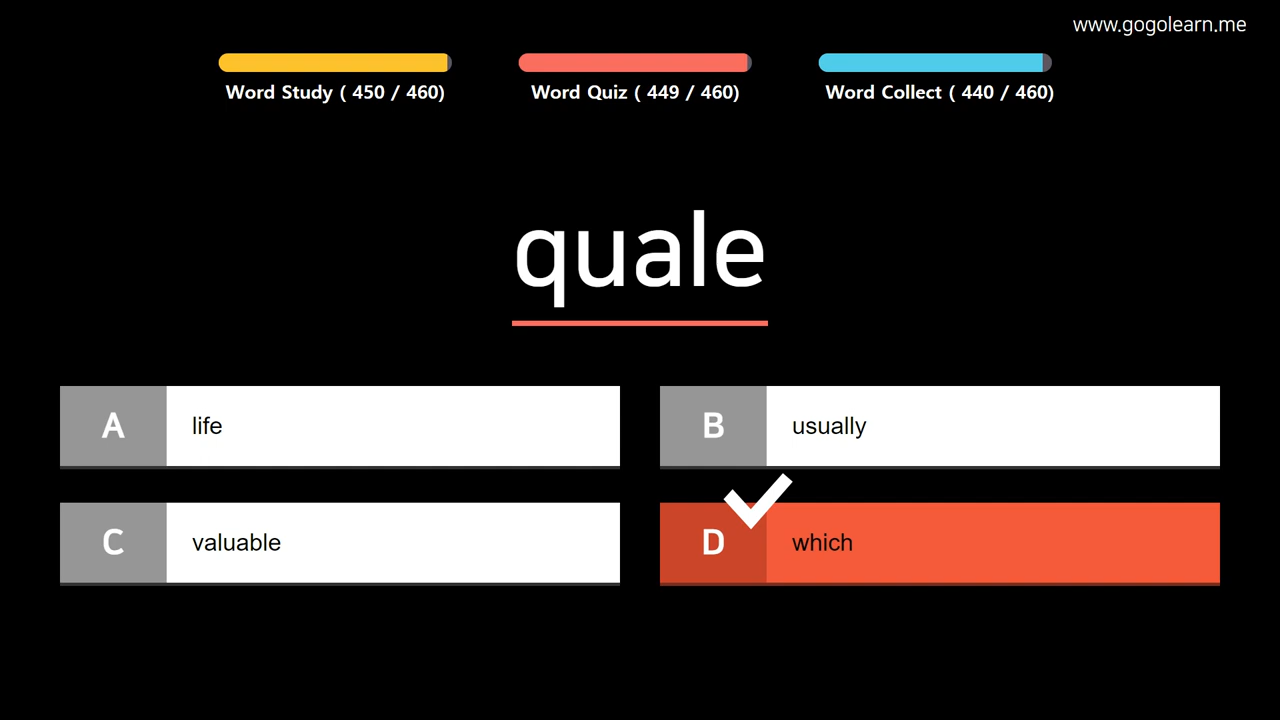 www.gogolearn.me
Word Study ( 450 / 460)
Word Quiz ( 449 / 460)
Word Collect ( 440 / 460)
quale
A life
B usually
C valuable
D which